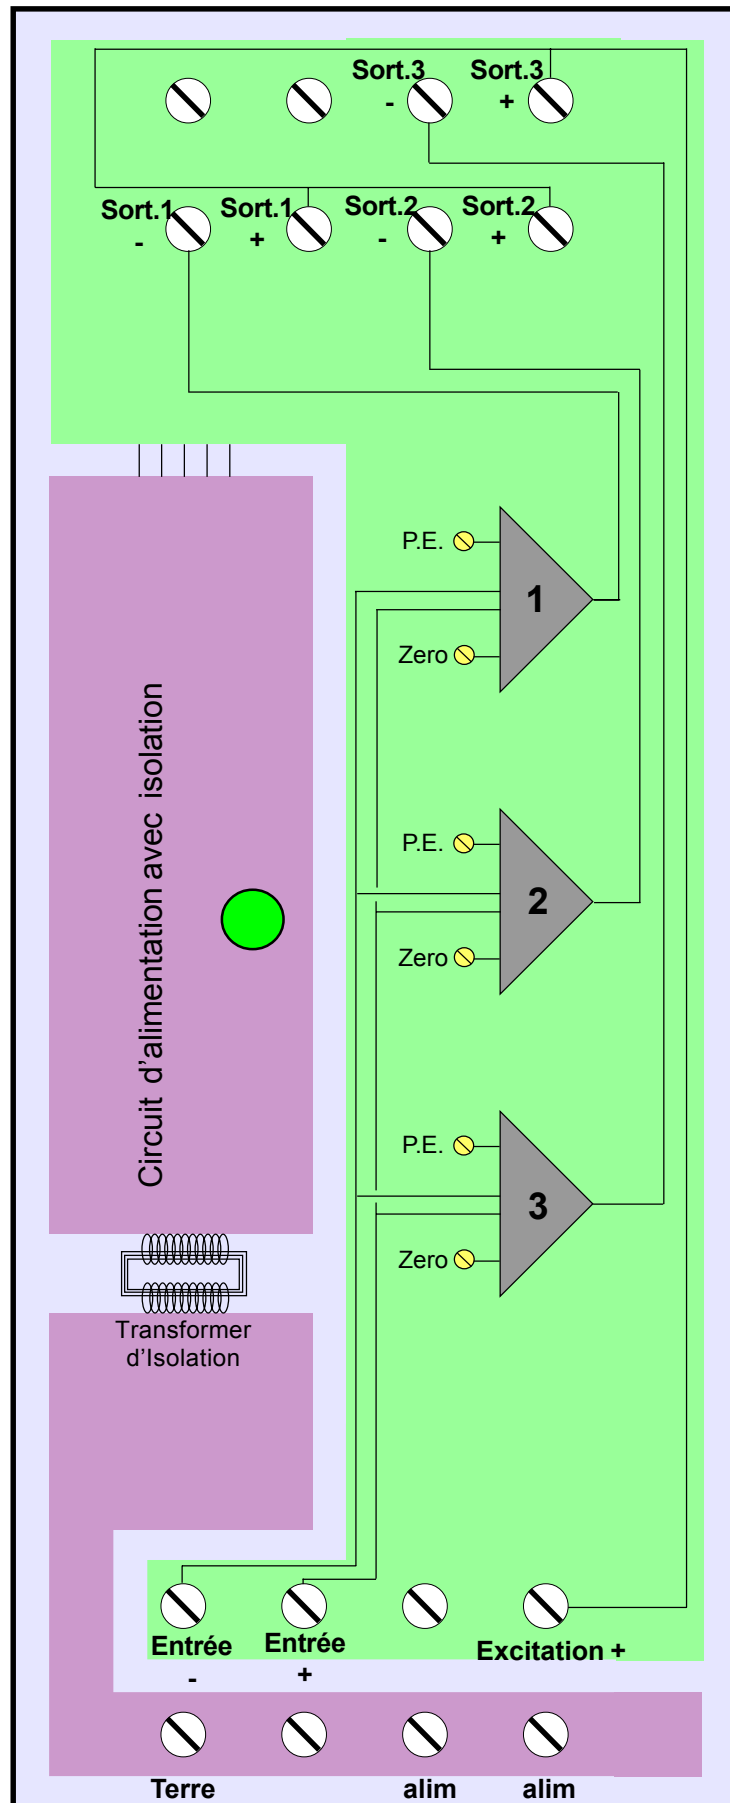 Sort.3 Sort.3
- +
Sort.1 Sort.1 Sort.2 Sort.2
- + - +
P.E.
1
Zero
Circuit d'alimentation avec isolation
P.E.
2
Zero
P.E.
3
Zero
Transformer
d'Isolation
Entrée Entrée Excitation +
- +
Terre alim alim